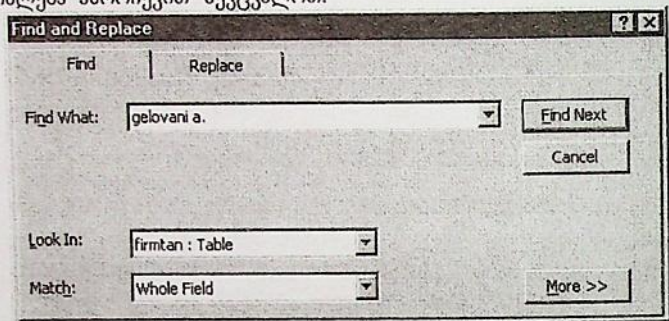 Find and Replace
Find Replace
Find What: gelovani a. Find Next
Cancel
Look In: firmtan : Table
Match: Whole Field More >>